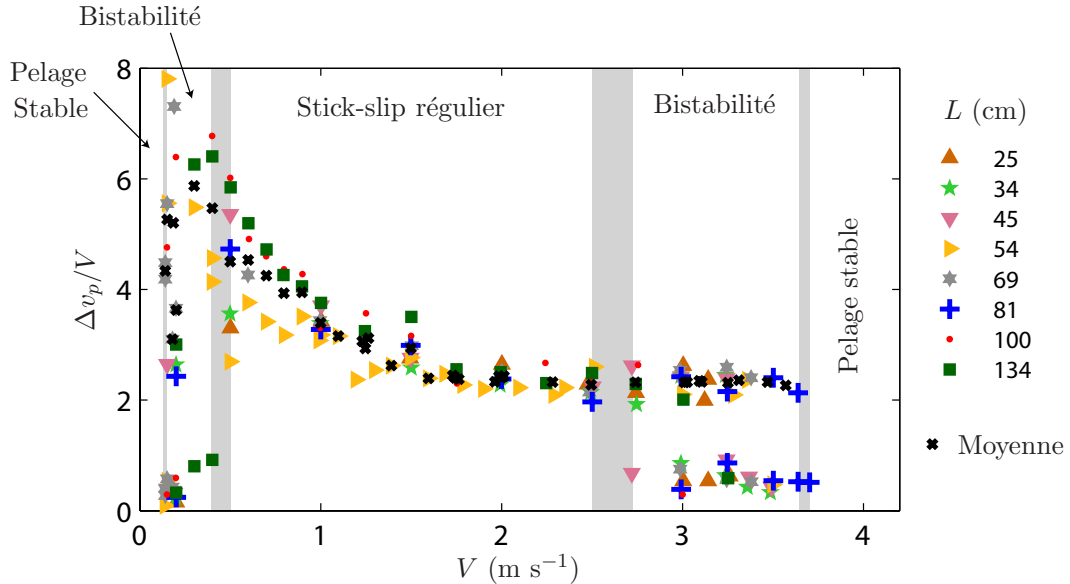 Bistabilité
Pelage
Stable
Stick-slip régulier
Bistabilité
Pelage stable
8
6
4
2
0
Δv_p/V
0
1
2
3
4
V (m s⁻¹)
L (cm)
25
34
45
54
69
81
100
134
Moyenne